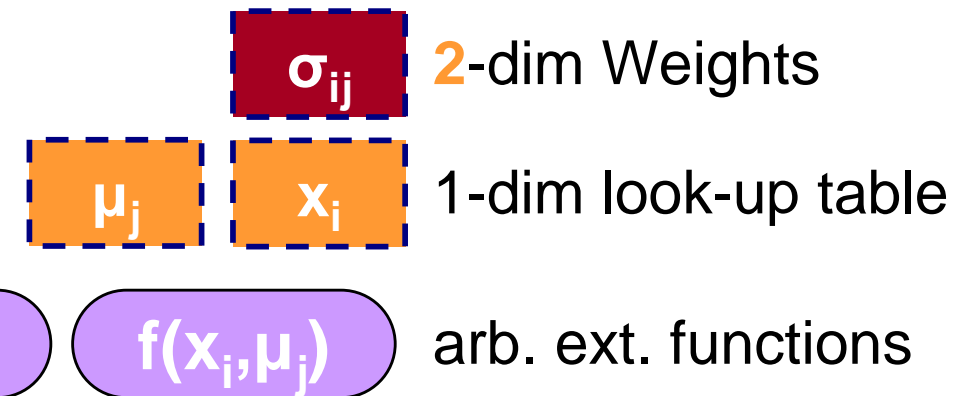 σij 2-dim Weights
μj xi 1-dim look-up table
f(xi,μj) arb. ext. functions